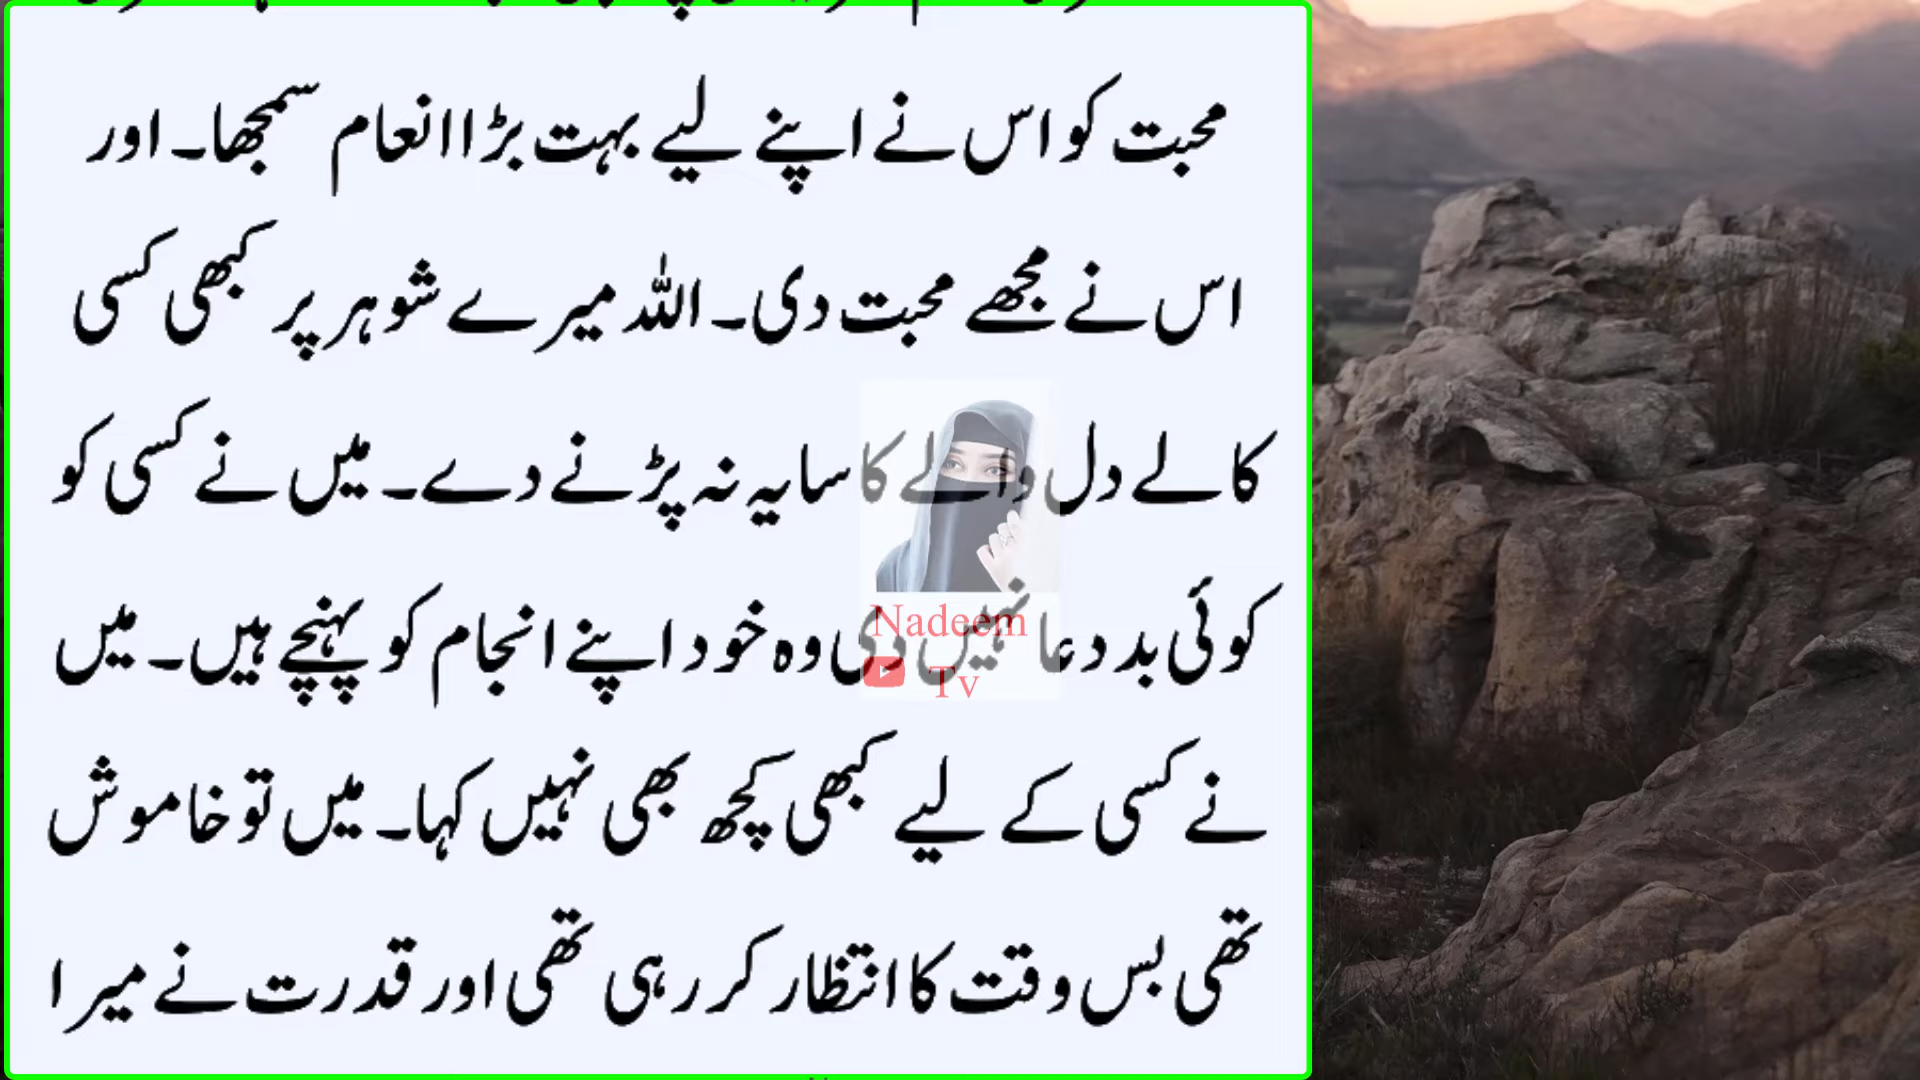 محبت کو اس نے اپنے لیے بہت بڑا انعام سمجھا۔ اور
اس نے مجھے محبت دی۔ اللہ میرے شوہر پر کبھی کسی
کالے دل والے کا سایہ نہ پڑنے دے۔ میں نے کسی کو
کوئی بد دعا نہیں دی وہ خود اپنے انجام کو پہنچے ہیں۔ میں
نے کسی کے لیے کبھی کچھ بھی نہیں کہا۔ میں تو خاموش
تھی بس وقت کا انتظار کر رہی تھی اور قدرت نے میرا
Nadeem
Tv